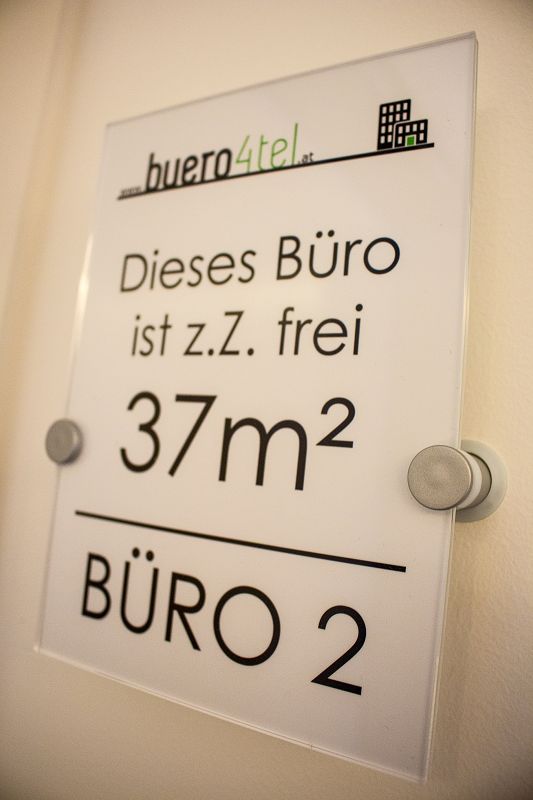 www.buero4tel.at
Dieses Büro
ist z.Z. frei
37m²
BÜRO 2